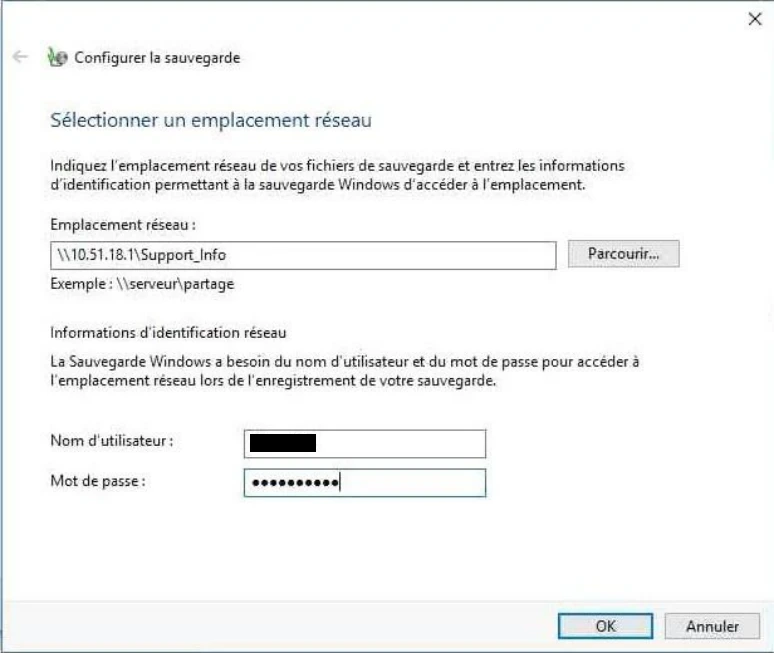 Configurer la sauvegarde
Sélectionner un emplacement réseau
Indiquez l'emplacement réseau de vos fichiers de sauvegarde et entrez les informations
d'identification permettant à la sauvegarde Windows d'accéder à l'emplacement.
Emplacement réseau :
\\10.51.18.1\Support_Info
Parcourir...
Exemple : \\serveur\partage
Informations d'identification réseau
La Sauvegarde Windows a besoin du nom d'utilisateur et du mot de passe pour accéder à
l'emplacement réseau lors de l'enregistrement de votre sauvegarde.
Nom d'utilisateur :
Mot de passe :
••••••••••
OK
Annuler